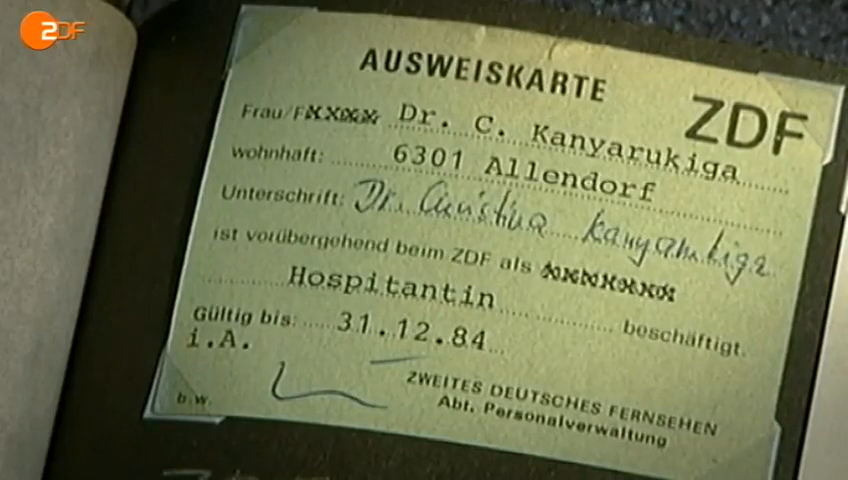 ZDF
AUSWEISKARTE
ZDF
Frau/Fxxxx Dr. C. Kanyarukiga
wohnhaft: 6301 Allendorf
Unterschrift: Dr. Christina Kanyarukiga
ist vorübergehend beim ZDF als xxxxxxx
Hospitantin beschäftigt.
Gültig bis: 31.12.84
i.A.
ZWEITES DEUTSCHES FERNSEHEN
Abt. Personalverwaltung
b.w.